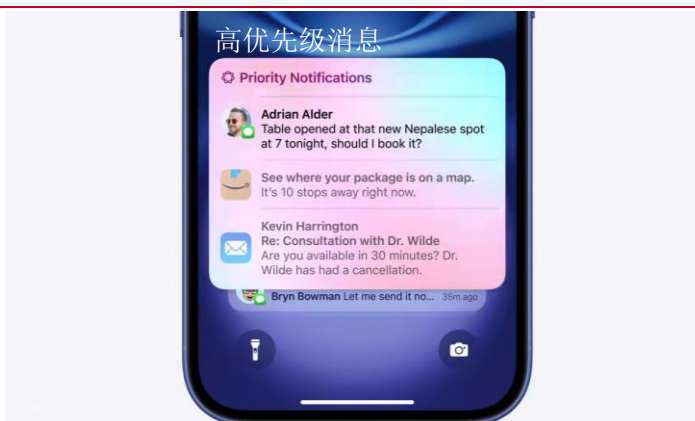 高优先级消息
Priority Notifications
Adrian Alder
Table opened at that new Nepalese spot
at 7 tonight, should I book it?
See where your package is on a map.
It's 10 stops away right now.
Kevin Harrington
Re: Consultation with Dr. Wilde
Are you available in 30 minutes? Dr.
Wilde has had a cancellation.
Bryn Bowman Let me send it no... 35m ago